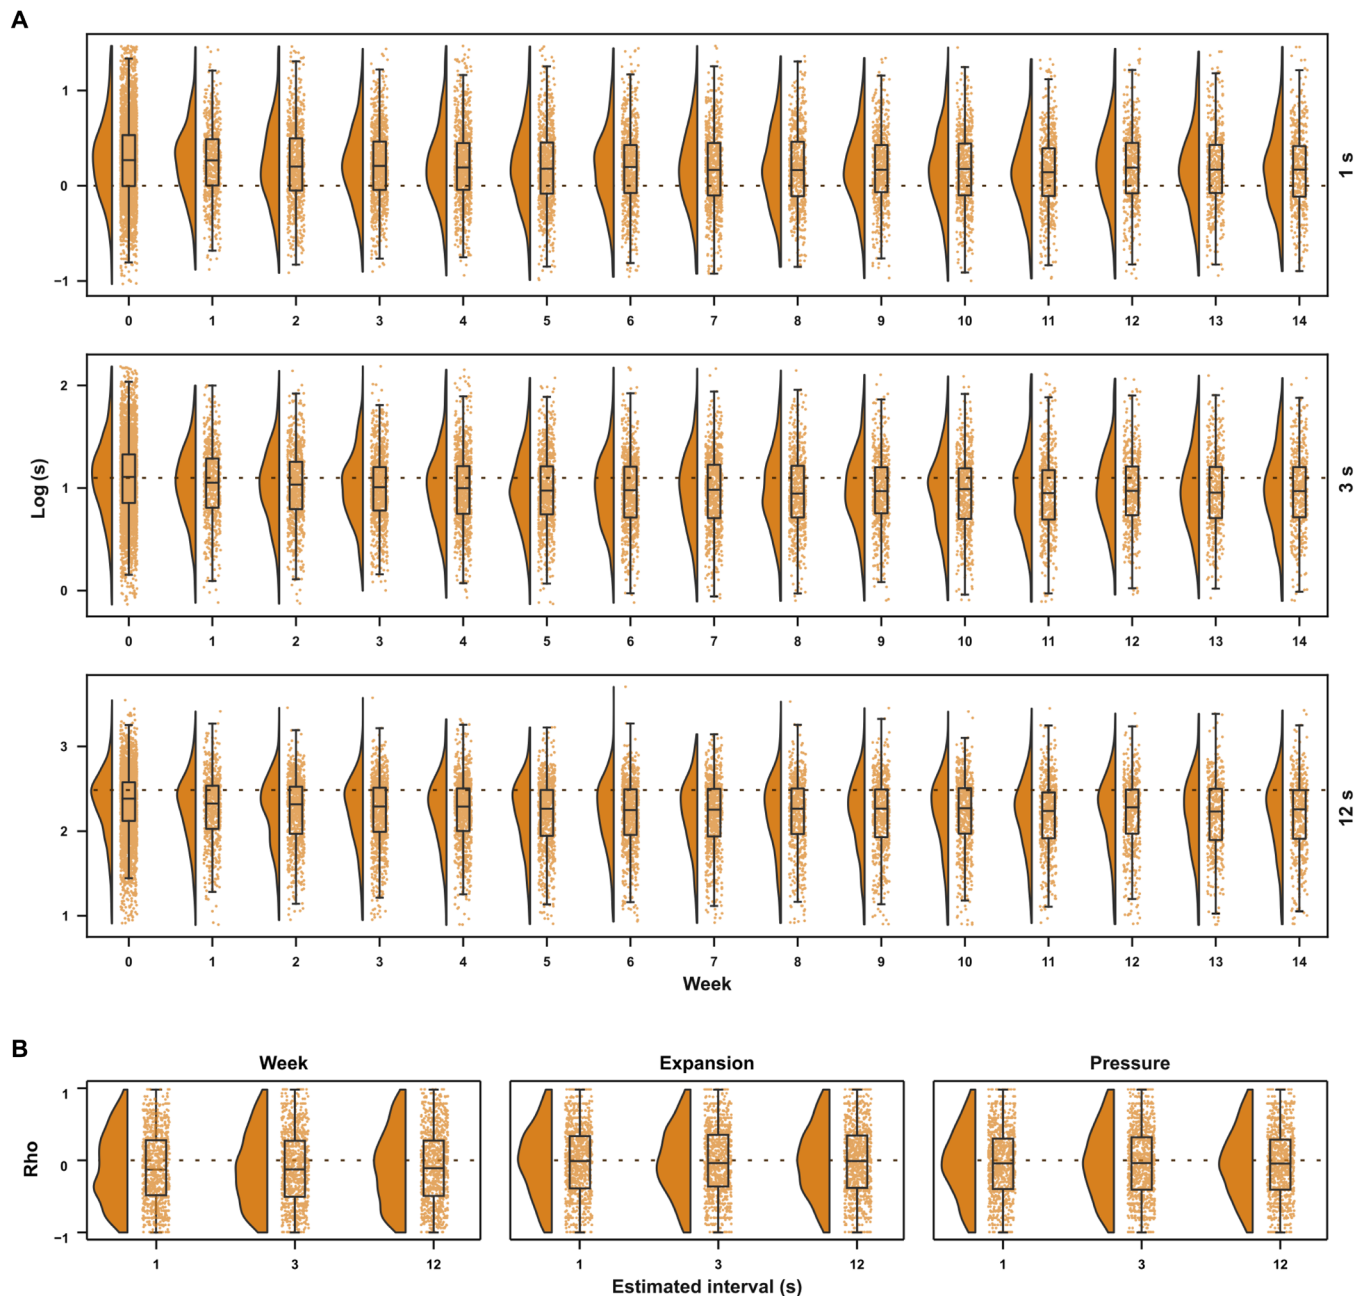 A
1
0
−1
1 s
0 1 2 3 4 5 6 7 8 9 10 11 12 13 14
2
1
0
Log (s)
3 s
0 1 2 3 4 5 6 7 8 9 10 11 12 13 14
3
2
1
12 s
0 1 2 3 4 5 6 7 8 9 10 11 12 13 14
Week
B
Week Expansion Pressure
1
0
−1
Rho
1 3 12 1 3 12 1 3 12
Estimated interval (s)